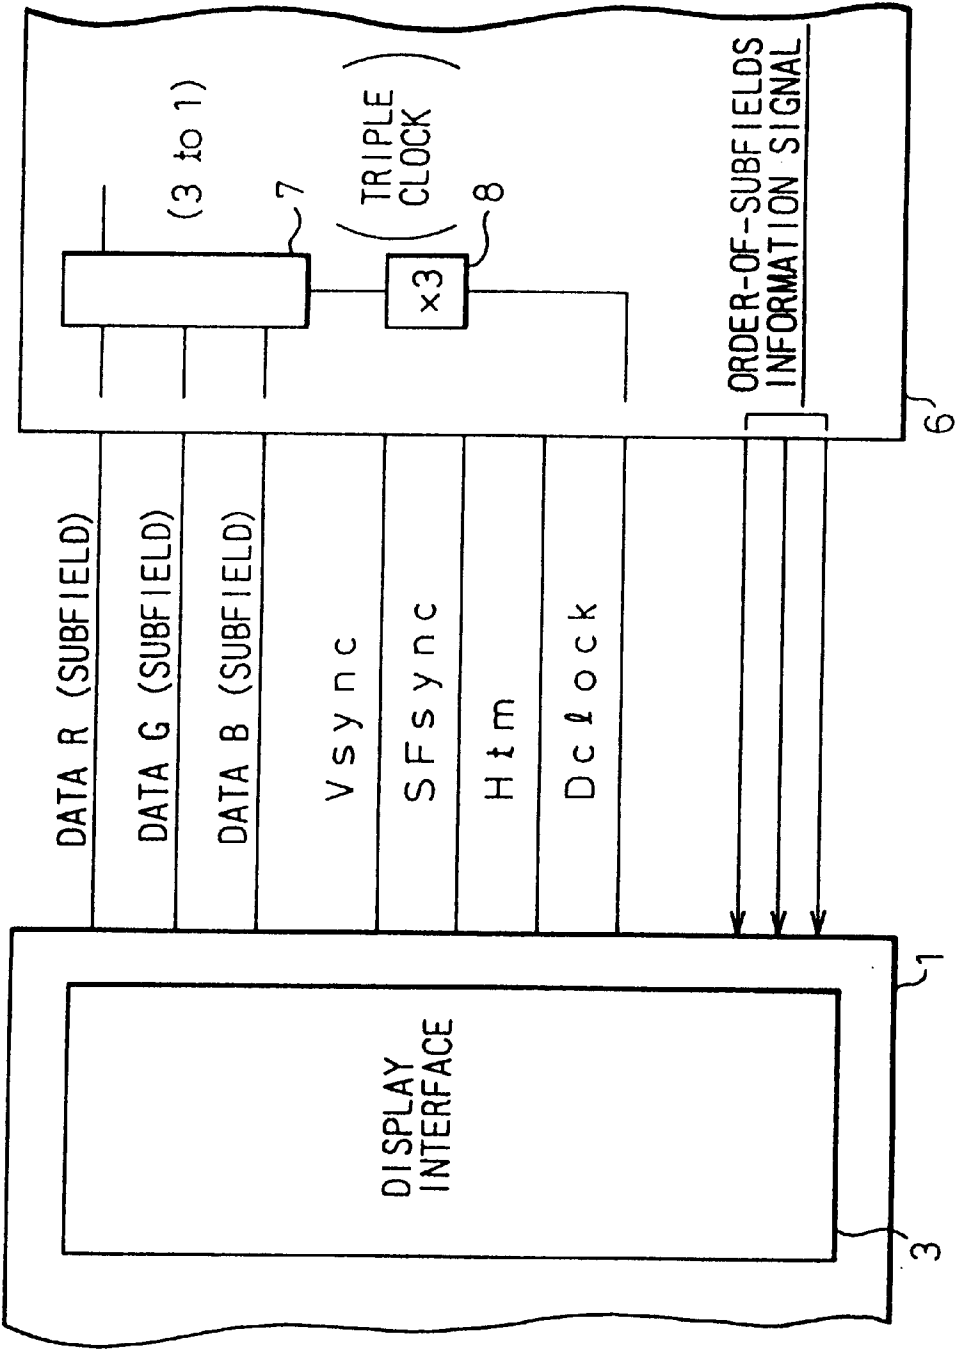 DISPLAY
INTERFACE
3
1
DATA R (SUBFIELD)
DATA G (SUBFIELD)
DATA B (SUBFIELD)
Vsync
SFsync
Htm
Dclock
(3 to 1)
7
(TRIPLE
CLOCK)
×3
8
ORDER-OF-SUBFIELDS
INFORMATION SIGNAL
6